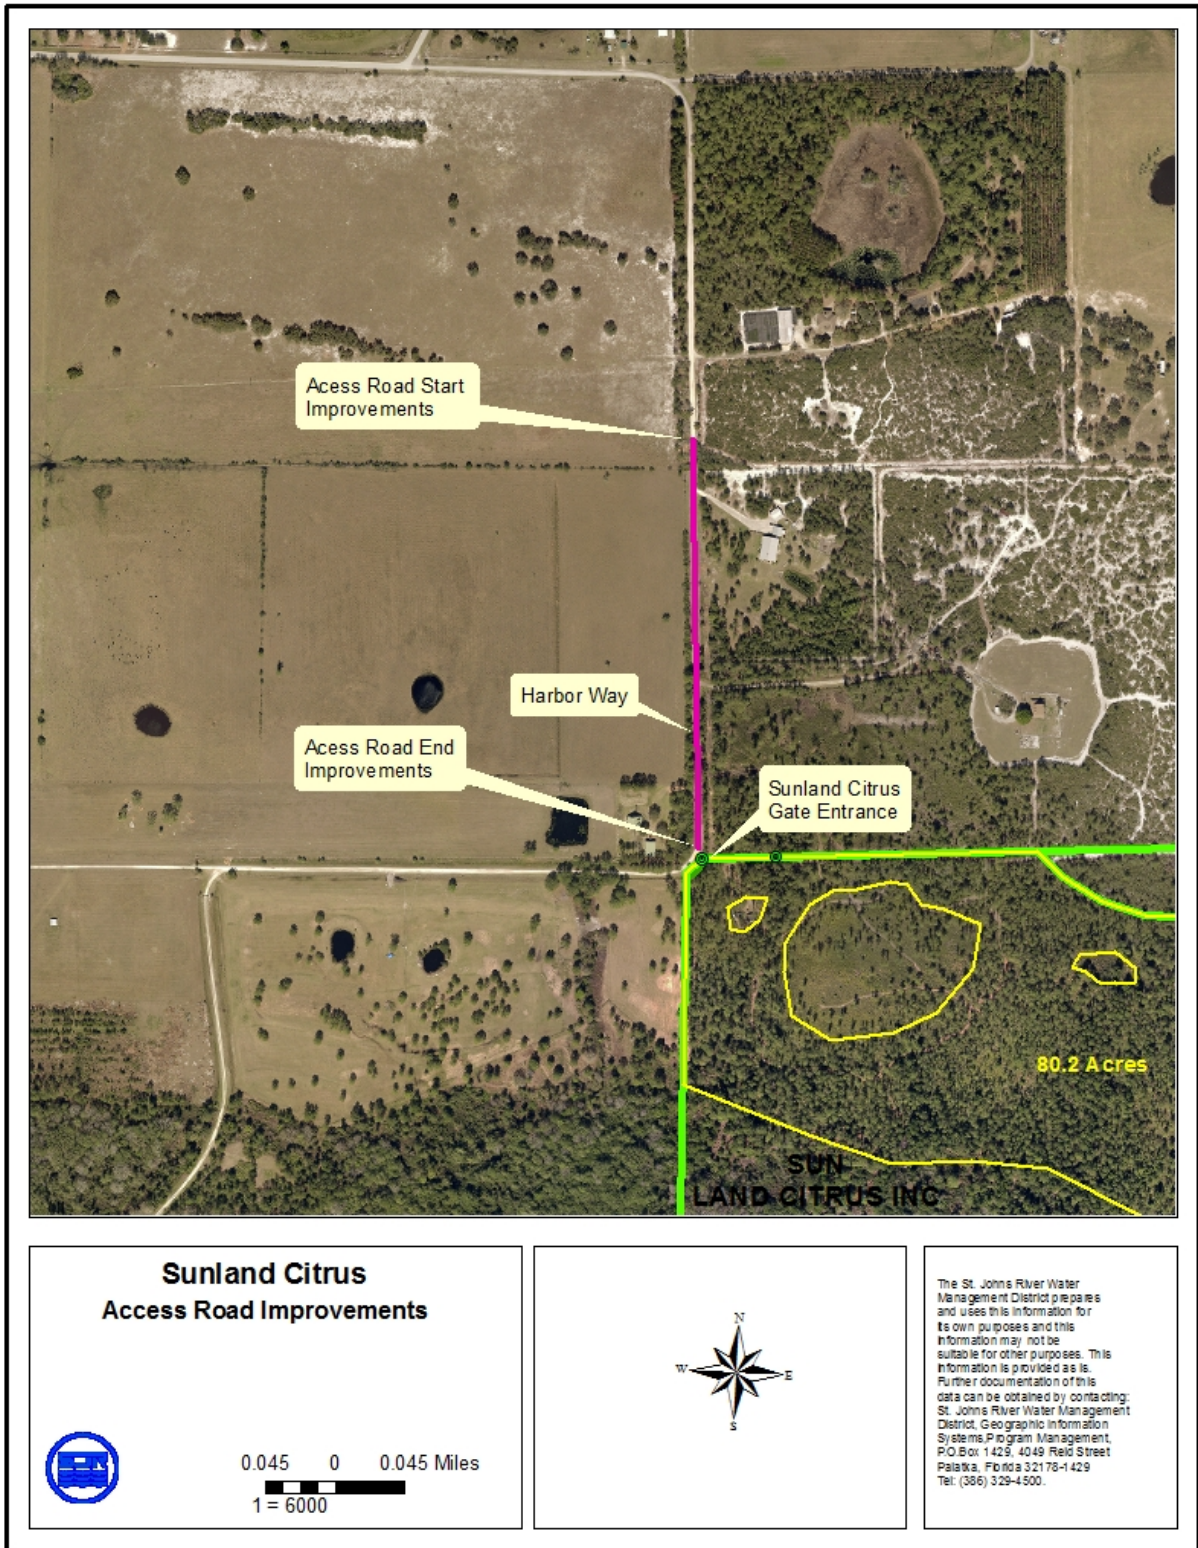 Acess Road Start
Improvements
Harbor Way
Acess Road End
Improvements
Sunland Citrus
Gate Entrance
80.2 Acres
SUN
LAND CITRUS INC
Sunland Citrus
Access Road Improvements
0.045 0 0.045 Miles
1 = 6000
N
W E
S
The St. Johns River Water
Management District prepares
and uses this information for
its own purposes and this
information may not be
suitable for other purposes. This
information is provided as is.
Further documentation of this
data can be obtained by contacting:
St. Johns River Water Management
District, Geographic Information
Systems,Program Management,
P.O.Box 1429, 4049 Reid Street
Palatka, Florida 32178-1429
Tel: (386) 329-4500.